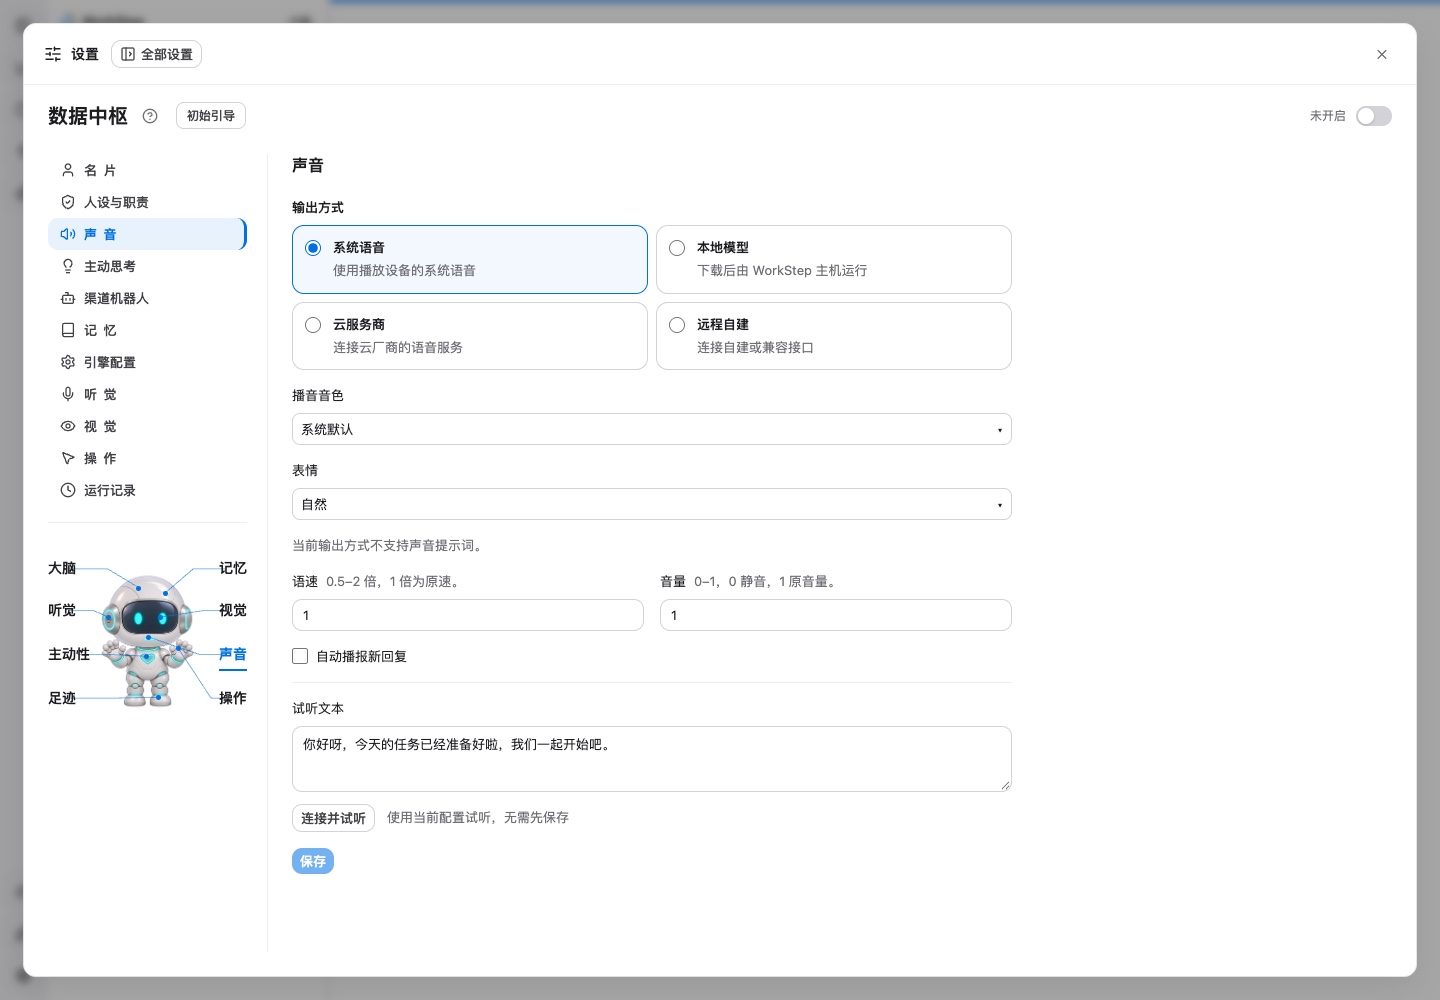 设置
全部设置
数据中枢
初始引导
未开启
名 片
人设与职责
声 音
主动思考
渠道机器人
记 忆
引擎配置
听 觉
视 觉
操 作
运行记录
大脑
记忆
听觉
视觉
主动性
声音
足迹
操作
声音
输出方式
系统语音
使用播放设备的系统语音
本地模型
下载后由 WorkStep 主机运行
云服务商
连接云厂商的语音服务
远程自建
连接自建或兼容接口
播音音色
系统默认
表情
自然
当前输出方式不支持声音提示词。
语速 0.5–2 倍，1 倍为原速。
音量 0–1，0 静音，1 原音量。
1
1
自动播报新回复
试听文本
你好呀，今天的任务已经准备好啦，我们一起开始吧。
连接并试听 使用当前配置试听，无需先保存
保存